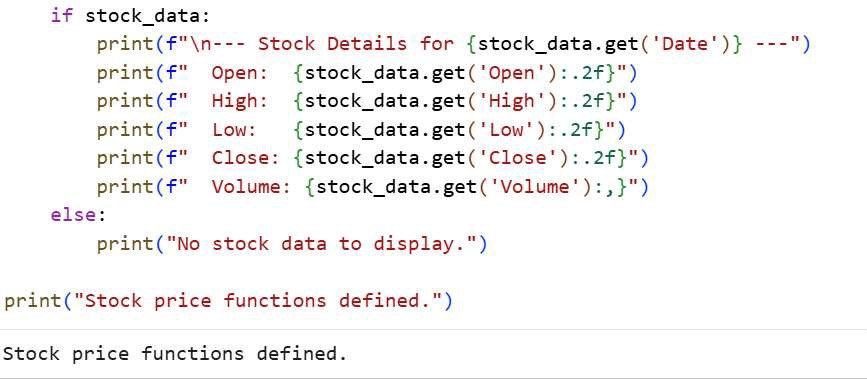 if stock_data:
        print(f"\n--- Stock Details for {stock_data.get('Date')} ---")
        print(f"  Open:  {stock_data.get('Open'):.2f}")
        print(f"  High:  {stock_data.get('High'):.2f}")
        print(f"  Low:   {stock_data.get('Low'):.2f}")
        print(f"  Close: {stock_data.get('Close'):.2f}")
        print(f"  Volume: {stock_data.get('Volume'):,}")
    else:
        print("No stock data to display.")

print("Stock price functions defined.")
Stock price functions defined.